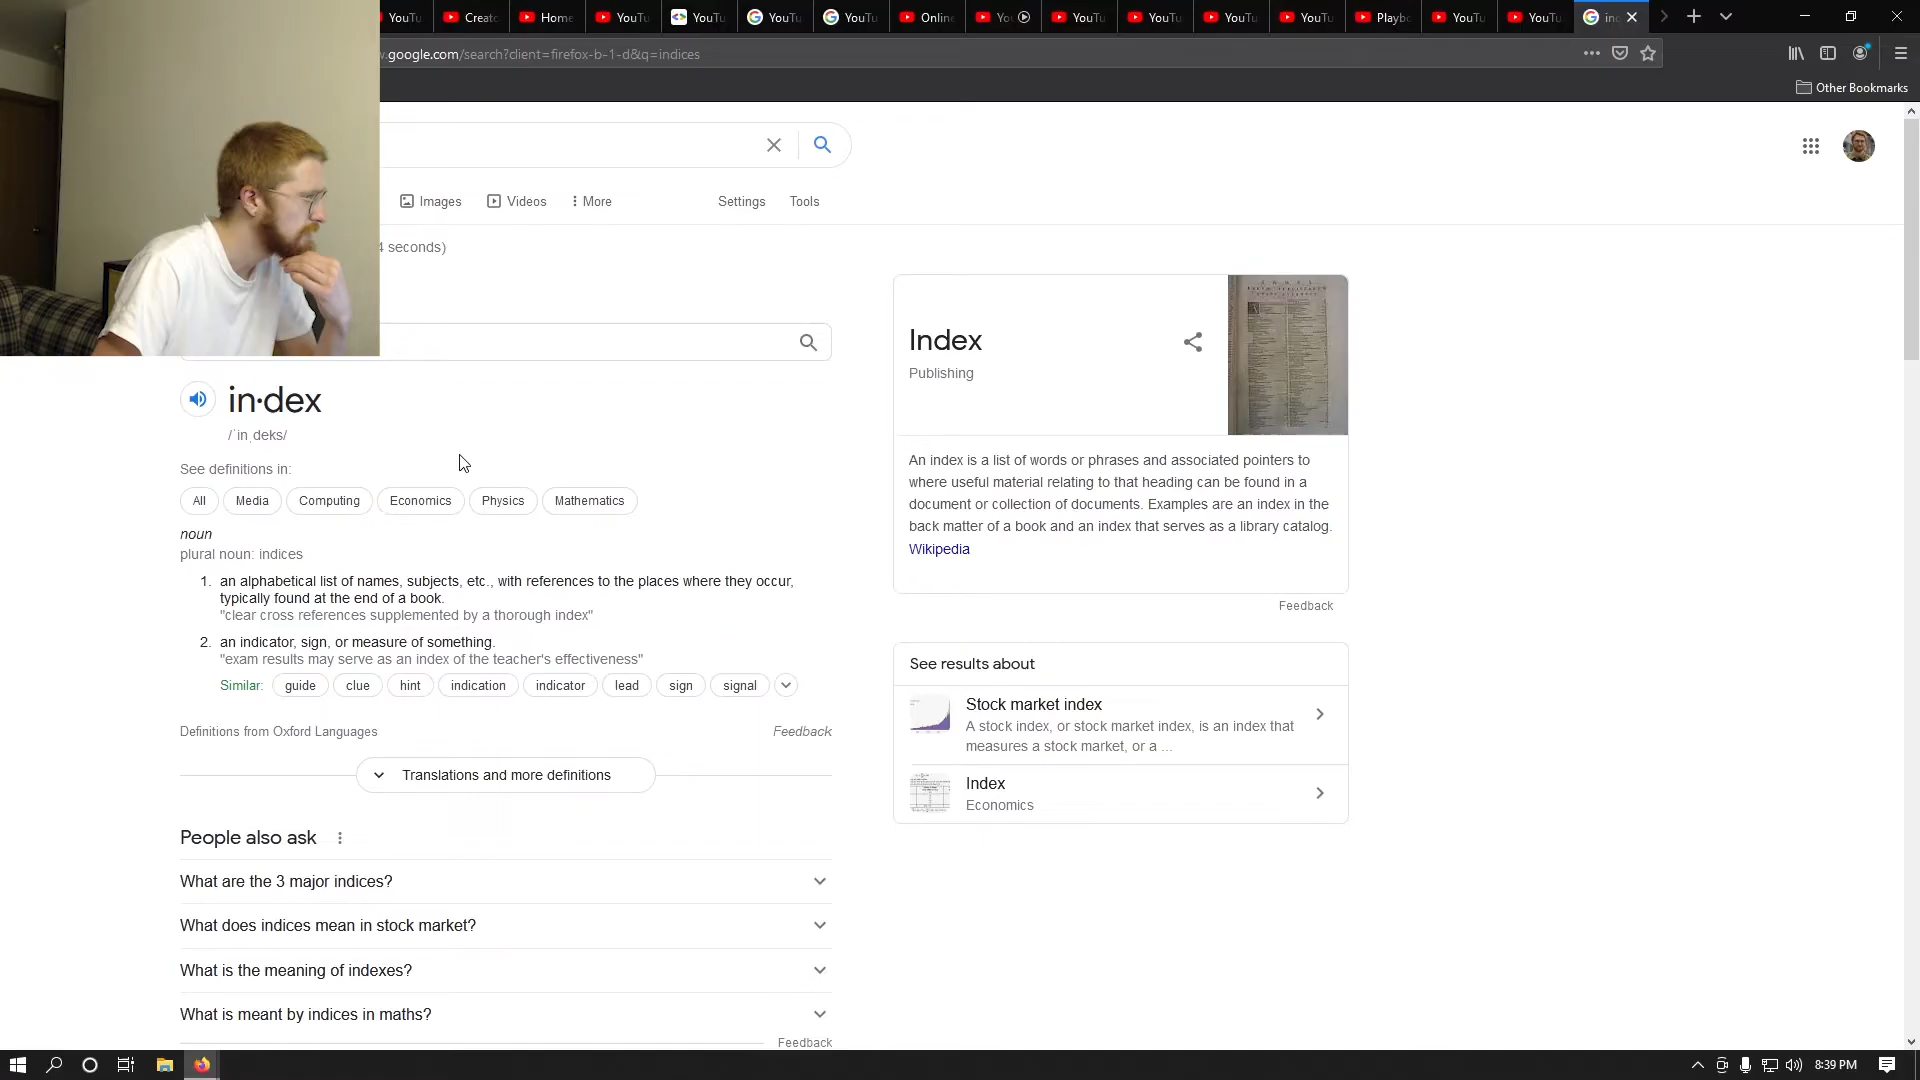 YouTu
Creato
Home
YouTu
YouTu
YouTu
YouTu
Online
You
YouTu
YouTu
YouTu
YouTu
Playbo
YouTu
YouTu
.google.com/search?client=firefox-b-1-d&q=indices
Other Bookmarks
Images Videos More Settings Tools
4 seconds)
in·dex
/ˈinˌdeks/
See definitions in:
All Media Computing Economics Physics Mathematics
noun
plural noun: indices
1. an alphabetical list of names, subjects, etc., with references to the places where they occur,
typically found at the end of a book.
"clear cross references supplemented by a thorough index"
2. an indicator, sign, or measure of something.
"exam results may serve as an index of the teacher's effectiveness"
Similar: guide clue hint indication indicator lead sign signal
Definitions from Oxford Languages Feedback
Translations and more definitions
People also ask
What are the 3 major indices?
What does indices mean in stock market?
What is the meaning of indexes?
What is meant by indices in maths?
Feedback
Index
Publishing
An index is a list of words or phrases and associated pointers to
where useful material relating to that heading can be found in a
document or collection of documents. Examples are an index in the
back matter of a book and an index that serves as a library catalog.
Wikipedia
Feedback
See results about
Stock market index
A stock index, or stock market index, is an index that
measures a stock market, or a ...
Index
Economics
8:39 PM